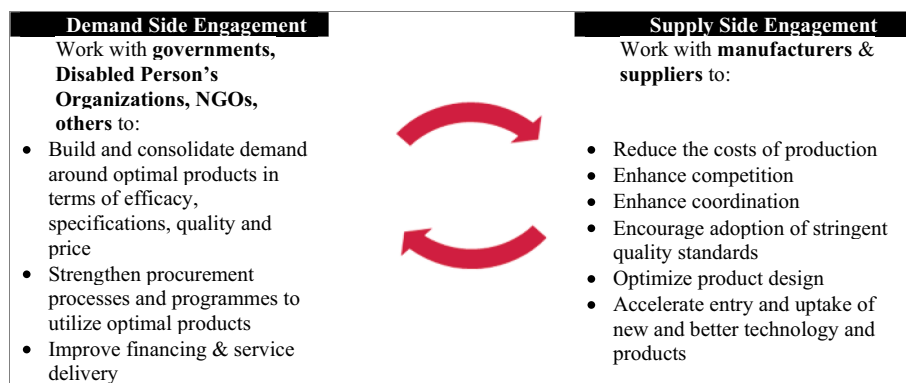 Demand Side Engagement
Work with governments,
Disabled Person's
Organizations, NGOs,
others to:
• Build and consolidate demand
around optimal products in
terms of efficacy,
specifications, quality and
price
• Strengthen procurement
processes and programmes to
utilize optimal products
• Improve financing & service
delivery
Supply Side Engagement
Work with manufacturers &
suppliers to:
• Reduce the costs of production
• Enhance competition
• Enhance coordination
• Encourage adoption of stringent
quality standards
• Optimize product design
• Accelerate entry and uptake of
new and better technology and
products